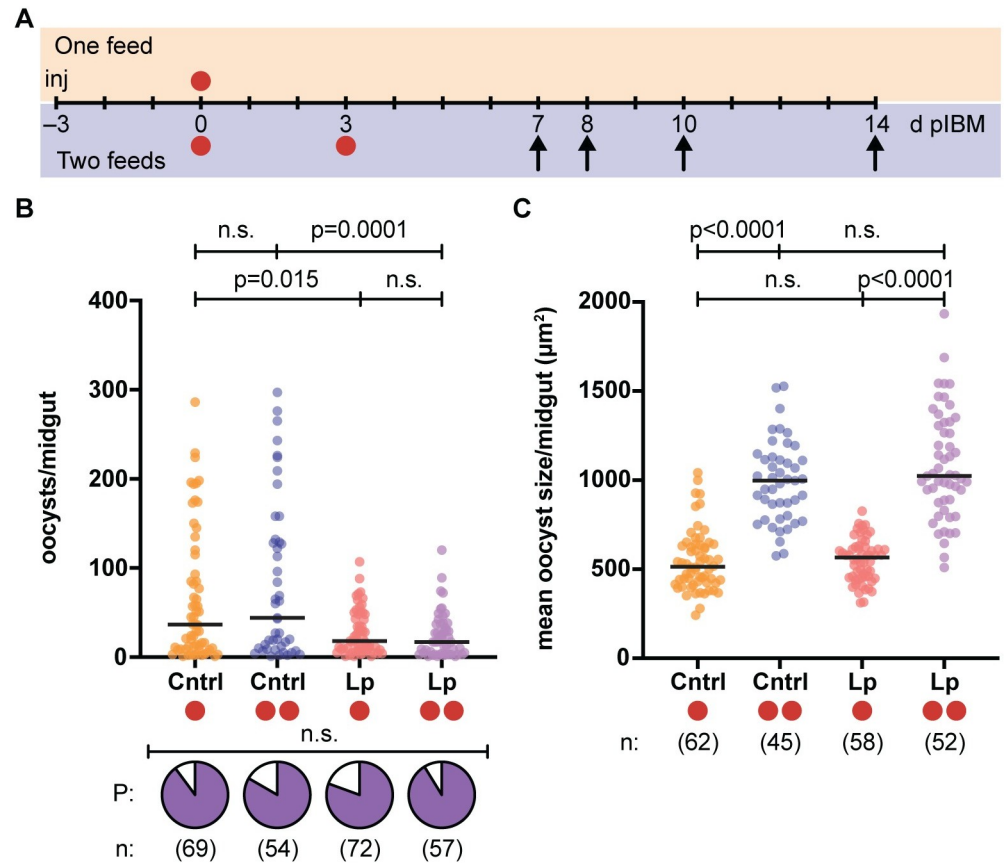 A
One feed
inj
–3 0 3 7 8 10 14 d pIBM
Two feeds
B
n.s. p=0.0001
p=0.015 n.s.
400
300
200
100
0
oocysts/midgut
Cntrl Cntrl Lp Lp
n.s.
P:
n: (69) (54) (72) (57)
C
p<0.0001 n.s.
n.s. p<0.0001
2000
1500
1000
500
0
mean oocyst size/midgut (µm²)
Cntrl Cntrl Lp Lp
n: (62) (45) (58) (52)